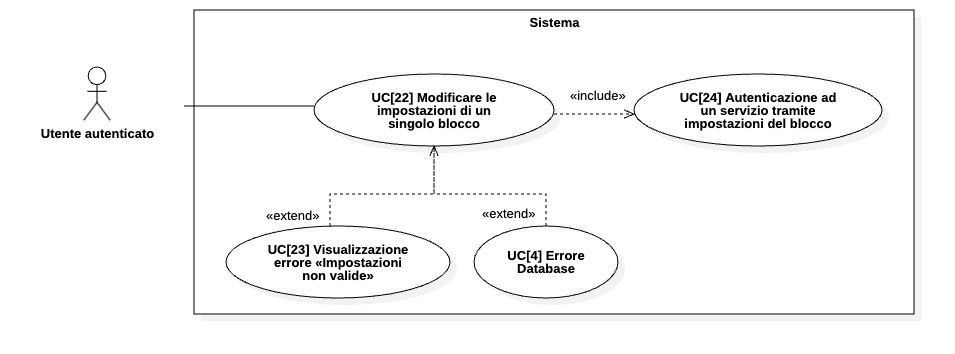 Sistema
UC[22] Modificare le
impostazioni di un
singolo blocco
«include»
UC[24] Autenticazione ad
un servizio tramite
impostazioni del blocco
Utente autenticato
«extend»
«extend»
UC[23] Visualizzazione
errore «Impostazioni
non valide»
UC[4] Errore
Database